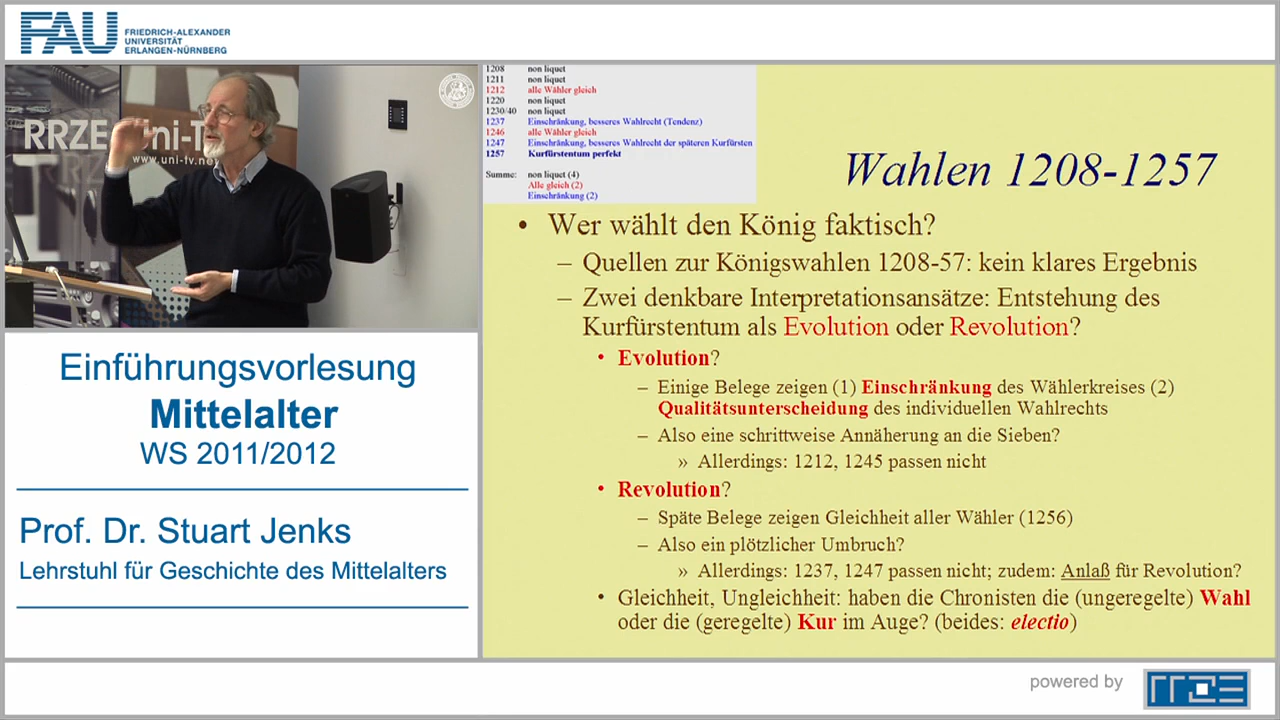 FAU
FRIEDRICH-ALEXANDER
UNIVERSITÄT
ERLANGEN-NÜRNBERG
RRZE uni-T
www.uni-tv.net
Einführungsvorlesung
Mittelalter
WS 2011/2012
Prof. Dr. Stuart Jenks
Lehrstuhl für Geschichte des Mittelalters
1208 non liquet
1211 non liquet
1212 alle Wähler gleich
1220 non liquet
1230/40 non liquet
1237 Einschränkung, besseres Wahlrecht (Tendenz)
1246 alle Wähler gleich
1247 Einschränkung, besseres Wahlrecht der späteren Kurfürsten
1257 Kurfürstentum perfekt
Summe: non liquet (4)
Alle gleich (2)
Einschränkung (2)
Wahlen 1208-1257
• Wer wählt den König faktisch?
– Quellen zur Königswahlen 1208-57: kein klares Ergebnis
– Zwei denkbare Interpretationsansätze: Entstehung des
Kurfürstentum als Evolution oder Revolution?
• Evolution?
– Einige Belege zeigen (1) Einschränkung des Wählerkreises (2)
Qualitätsunterscheidung des individuellen Wahlrechts
– Also eine schrittweise Annäherung an die Sieben?
» Allerdings: 1212, 1245 passen nicht
• Revolution?
– Späte Belege zeigen Gleichheit aller Wähler (1256)
– Also ein plötzlicher Umbruch?
» Allerdings: 1237, 1247 passen nicht; zudem: Anlaß für Revolution?
• Gleichheit, Ungleichheit: haben die Chronisten die (ungeregelte) Wahl
oder die (geregelte) Kur im Auge? (beides: electio)
powered by
rrze